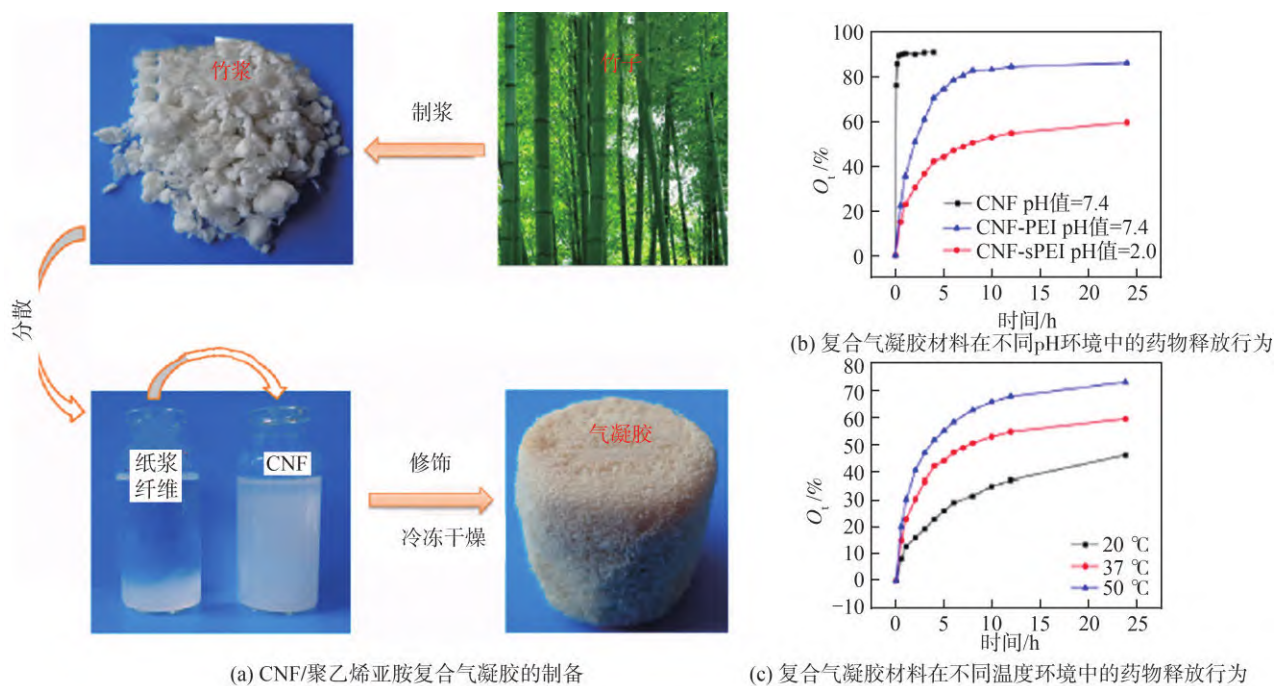 竹浆
制浆
竹子
分散
纸浆
纤维
CNF
修饰
冷冻干燥
气凝胶
(a) CNF/聚乙烯亚胺复合气凝胶的制备
100
80
60
40
20
0
O_t /%
CNF pH值=7.4
CNF-PEI pH值=7.4
CNF-sPEI pH值=2.0
0 5 10 15 20 25
时间/h
(b) 复合气凝胶材料在不同pH环境中的药物释放行为
80
70
60
50
40
30
20
10
0
−10
O_t /%
20 ℃
37 ℃
50 ℃
0 5 10 15 20 25
时间/h
(c) 复合气凝胶材料在不同温度环境中的药物释放行为